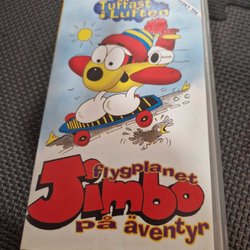 Tuffast
i Luften
flygplanet
Jimbo
på äventyr